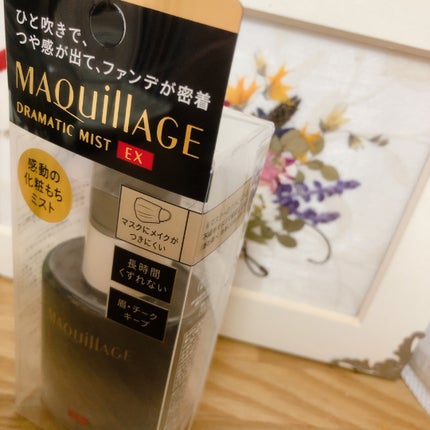 ひと吹きで、
つや感が出て、ファンデが密着
MAQuillAGE
DRAMATIC MIST EX
感動の
化粧もち
ミスト
マスクにメイクが
つきにくい
長時間
くずれない
眉・チーク
キープ
MAQuillAGE